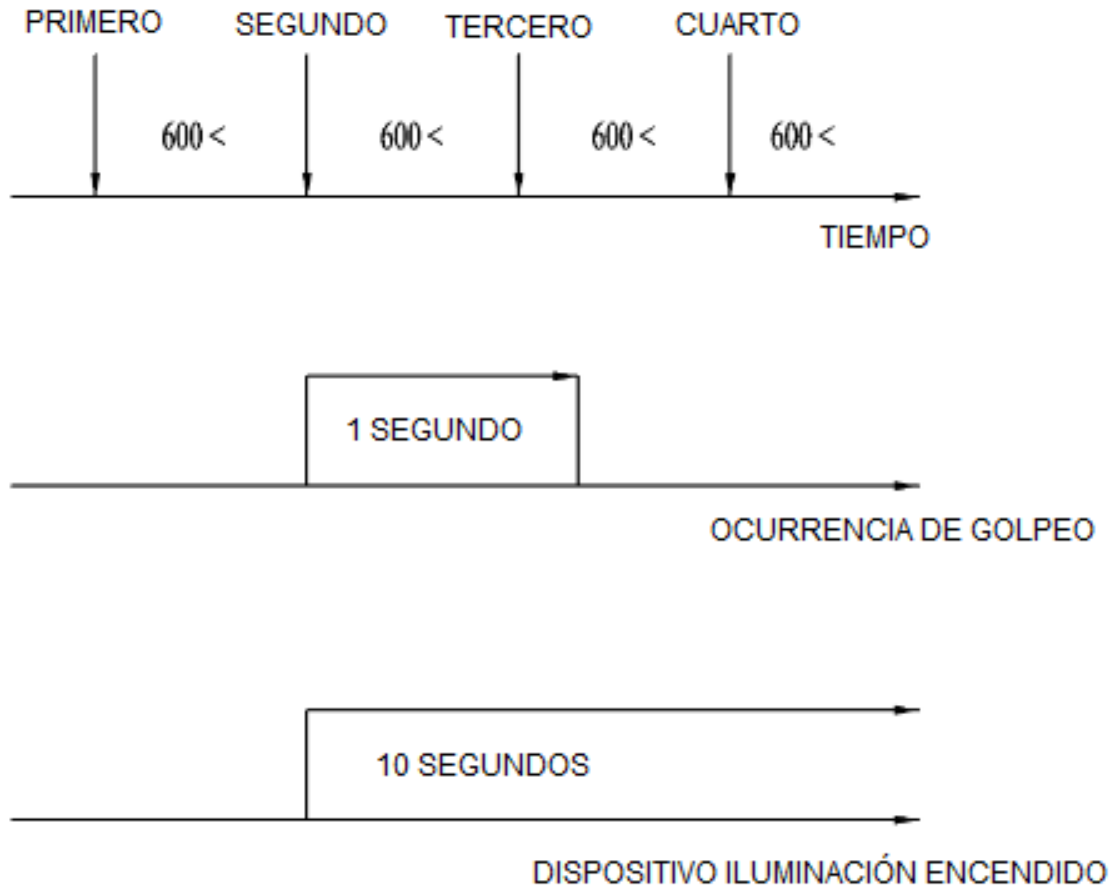 PRIMERO SEGUNDO TERCERO CUARTO
600 < 600 < 600 < 600 <
TIEMPO
1 SEGUNDO
OCURRENCIA DE GOLPEO
10 SEGUNDOS
DISPOSITIVO ILUMINACIÓN ENCENDIDO